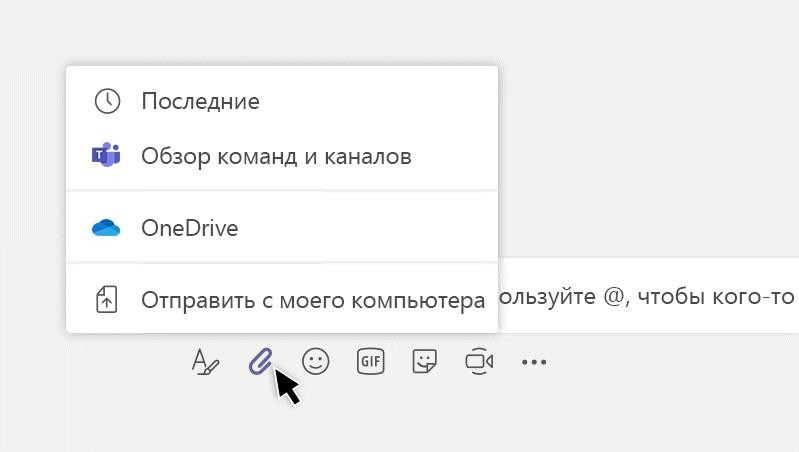 Последние
Обзор команд и каналов
OneDrive
Отправить с моего компьютера
ользуйте @, чтобы кого-то
GIF